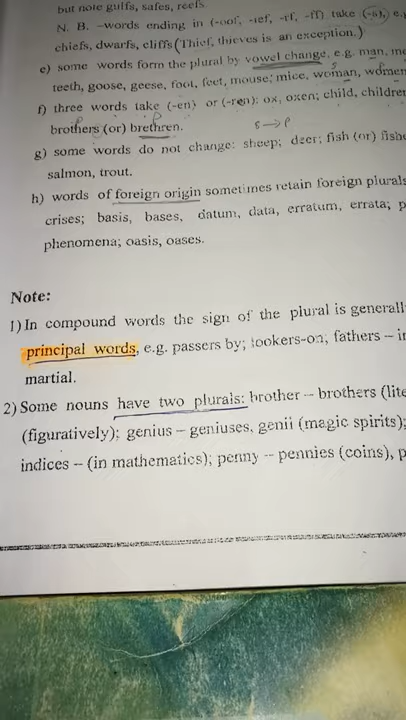 but note gulfs, safes, reefs.
N. B. -words ending in (-oof, -ief, -rf, -ff) take (-s), e.
chiefs, dwarfs, cliffs (Thief, thieves is an exception.)
e) some words form the plural by vowel change, e.g. man, me
teeth, goose, geese, foot, feet, mouse; mice, woman, women
f) three words take (-en) or (-ren): ox, oxen; child, children
brothers (or) brethren.
s → p
g) some words do not change: sheep; deer; fish (or) fishe
salmon, trout.
h) words of foreign origin sometimes retain foreign plurals
crises; basis, bases, datum, data, erratum, errata; p
phenomena; oasis, oases.
Note:
1) In compound words the sign of the plural is generall
principal words, e.g. passers by; lookers-on; fathers – in
martial.
2) Some nouns have two plurals: brother – brothers (lite
(figuratively); genius – geniuses, genii (magic spirits);
indices – (in mathematics); penny – pennies (coins), p